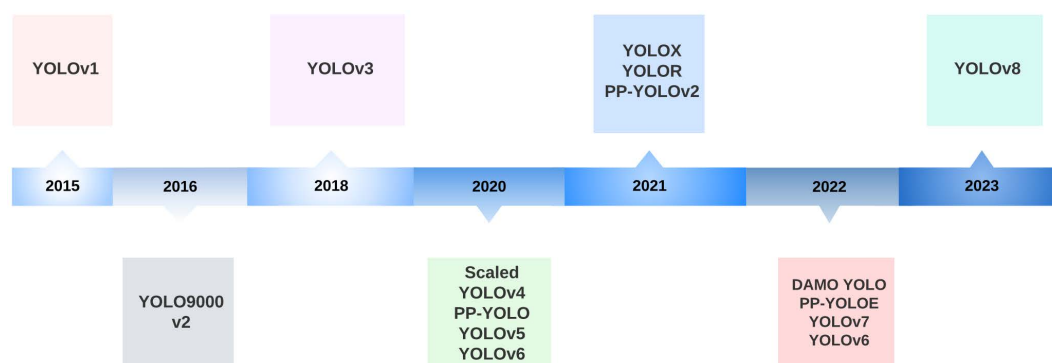 YOLOv1
YOLOv3
YOLOX
YOLOR
PP-YOLOv2
YOLOv8
2015
2016
2018
2020
2021
2022
2023
YOLO9000
v2
Scaled
YOLOv4
PP-YOLO
YOLOv5
YOLOv6
DAMO YOLO
PP-YOLOE
YOLOv7
YOLOv6